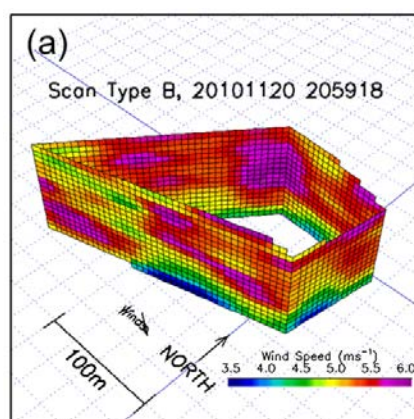 (a)
Scan Type B, 20101120 205918
Wind
NORTH
100m
Wind Speed (ms⁻¹)
3.5 4.0 4.5 5.0 5.5 6.0